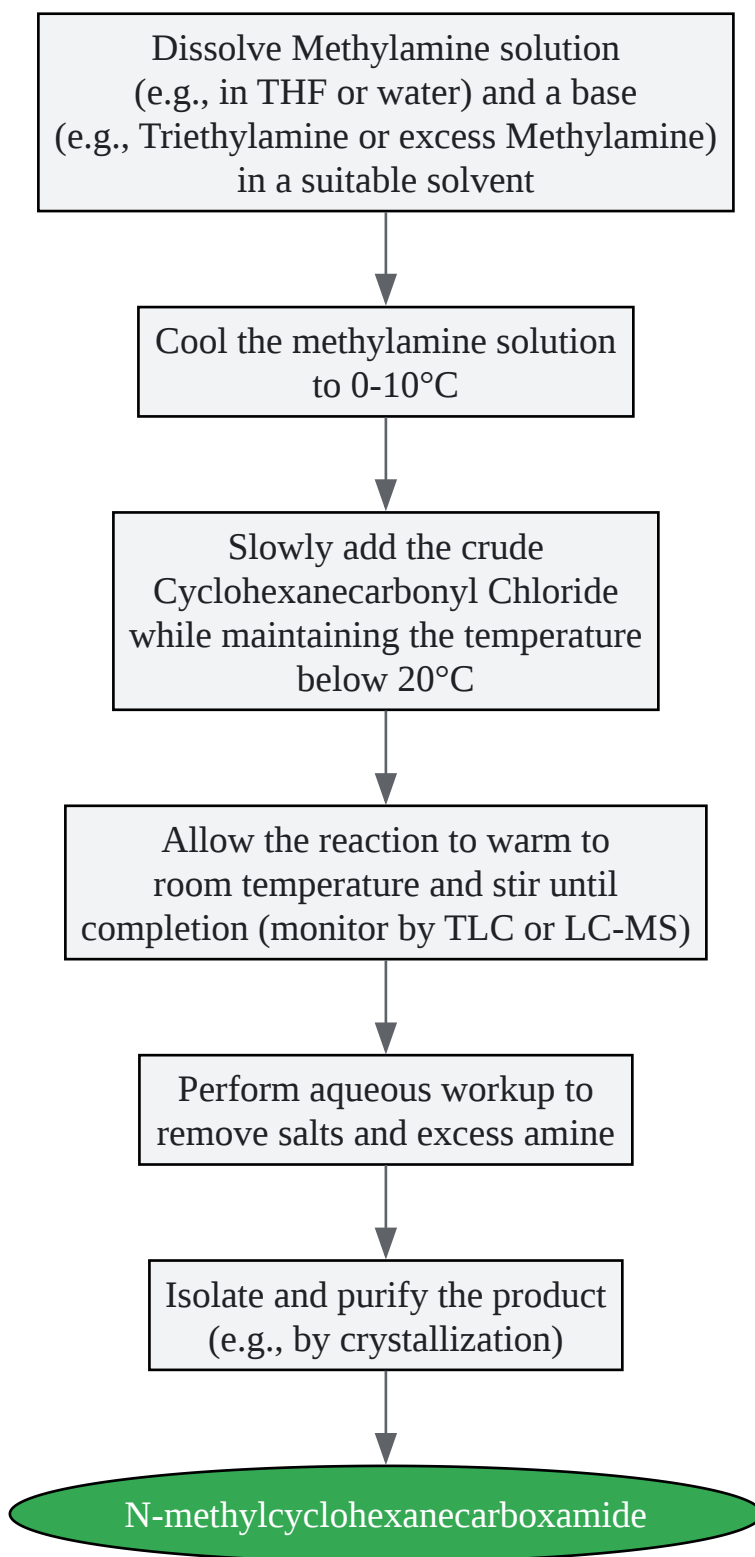 Dissolve Methylamine solution
(e.g., in THF or water) and a base
(e.g., Triethylamine or excess Methylamine)
in a suitable solvent
Cool the methylamine solution
to 0-10°C
Slowly add the crude
Cyclohexanecarbonyl Chloride
while maintaining the temperature
below 20°C
Allow the reaction to warm to
room temperature and stir until
completion (monitor by TLC or LC-MS)
Perform aqueous workup to
remove salts and excess amine
Isolate and purify the product
(e.g., by crystallization)
N-methylcyclohexanecarboxamide